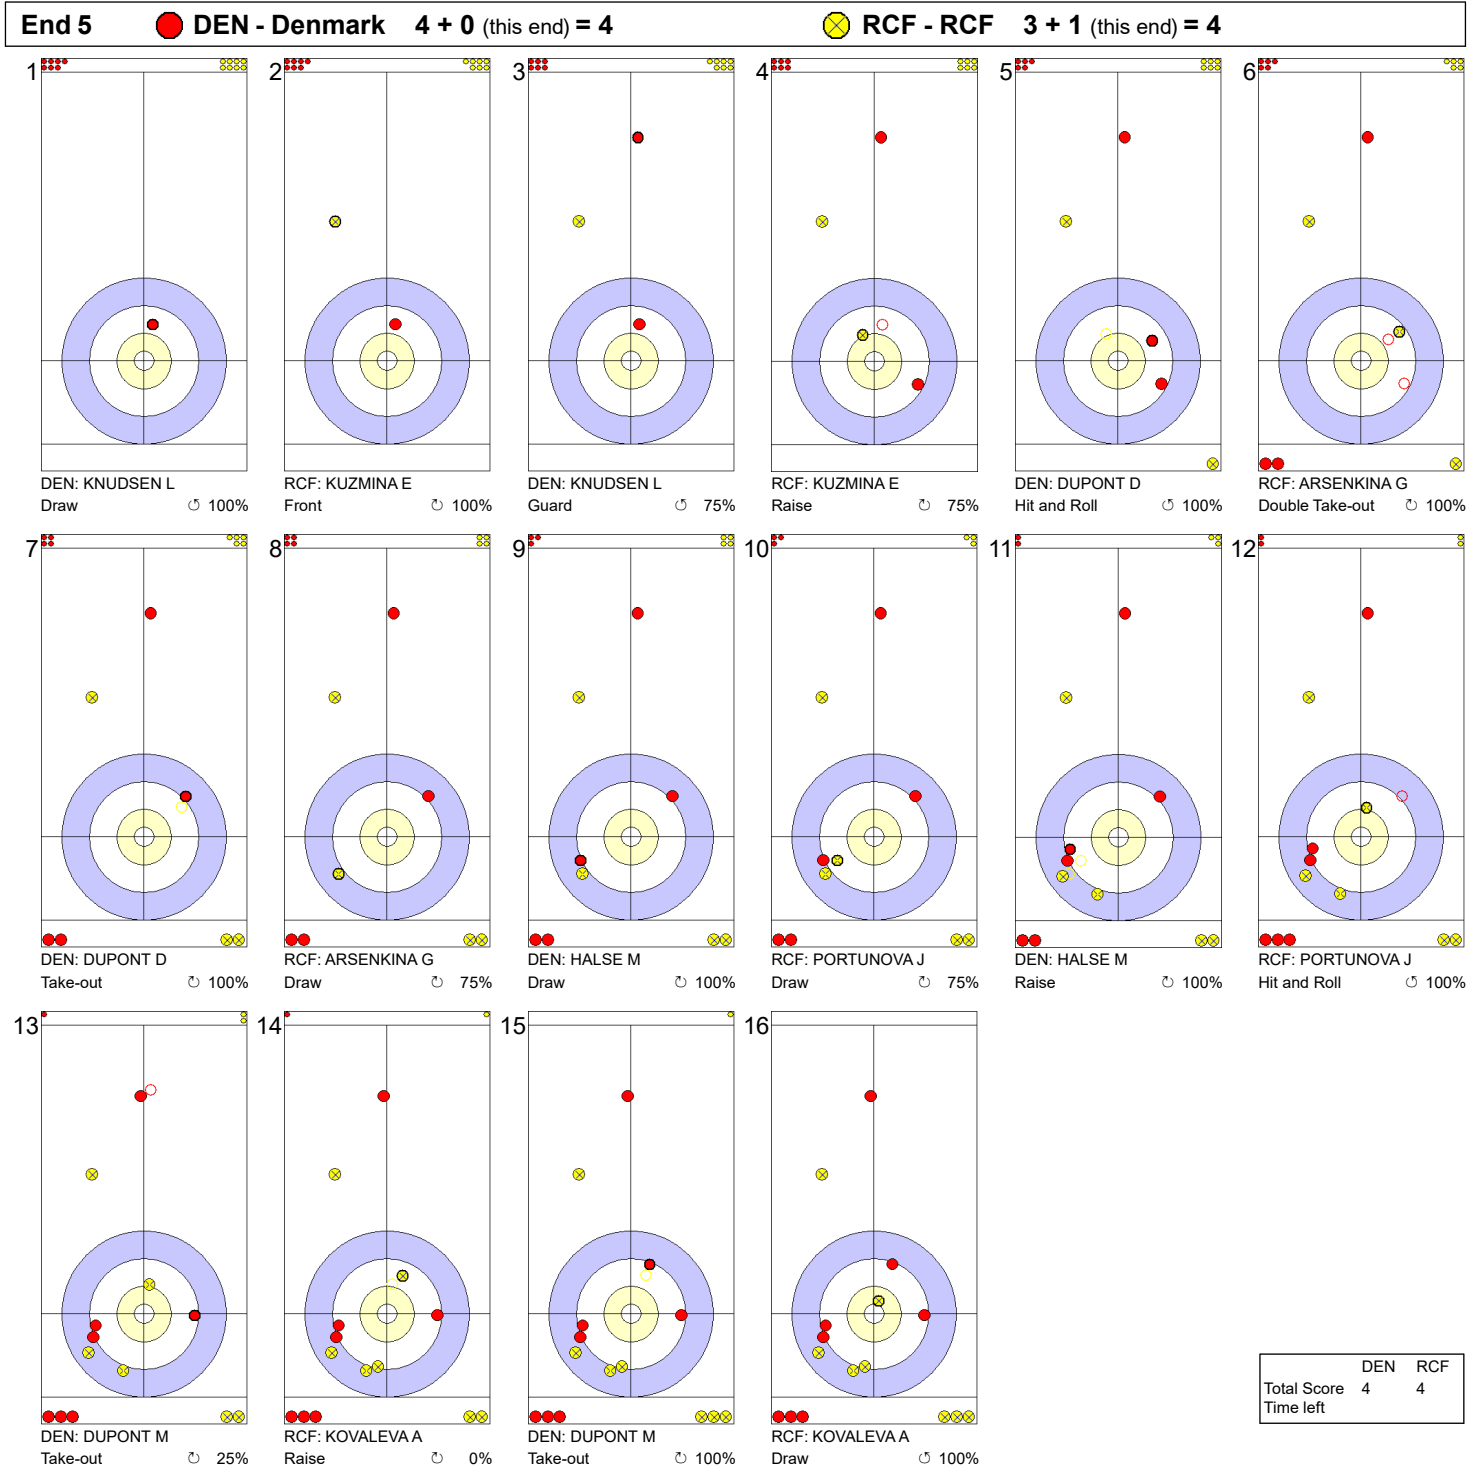 End 5 DEN - Denmark 4 + 0 (this end) = 4 RCF - RCF 3 + 1 (this end) = 4
1 2 3 4 5 6
DEN: KNUDSEN L RCF: KUZMINA E DEN: KNUDSEN L RCF: KUZMINA E DEN: DUPONT D RCF: ARSENKINA G
Draw ↺ 100% Front ↻ 100% Guard ↺ 75% Raise ↻ 75% Hit and Roll ↺ 100% Double Take-out ↻ 100%
7 8 9 10 11 12
DEN: DUPONT D RCF: ARSENKINA G DEN: HALSE M RCF: PORTUNOVA J DEN: HALSE M RCF: PORTUNOVA J
Take-out ↻ 100% Draw ↻ 75% Draw ↻ 100% Draw ↻ 75% Raise ↻ 100% Hit and Roll ↻ 100%
13 14 15 16
DEN: DUPONT M RCF: KOVALEVA A DEN: DUPONT M RCF: KOVALEVA A
Take-out ↻ 25% Raise ↻ 0% Take-out ↻ 100% Draw ↻ 100%
DEN RCF
Total Score 4 4
Time left